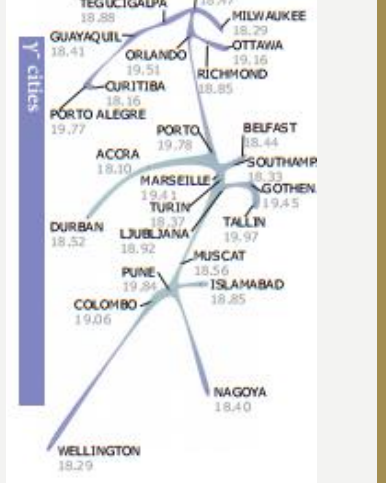 TEGUCIGALPA
18.88
18.47
MILWAUKEE
18.29
GUAYAQUIL
18.41
OTTAWA
19.16
ORLANDO
19.51
RICHMOND
18.85
CURITIBA
18.16
PORTO ALEGRE
19.77
γ- cities
PORTO
19.78
BELFAST
18.44
ACORA
18.10
SOUTHAMP
18.33
MARSEILLE
19.41
GOTHEN
19.45
TURIN
18.37
TALLIN
19.97
DURBAN
18.52
LJUBLJANA
18.92
MUSCAT
18.56
PUNE
19.84
ISLAMABAD
18.85
COLOMBO
19.06
NAGOYA
18.40
WELLINGTON
18.29